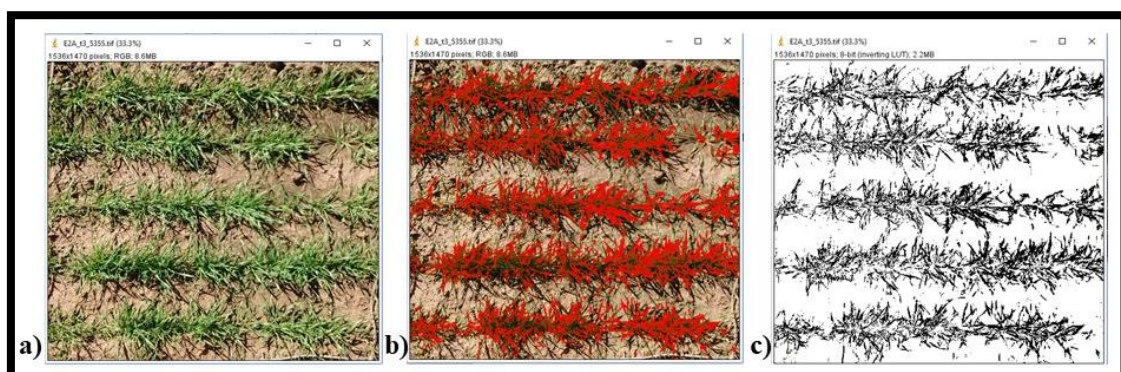 E2A_t3_5355.tif (33.3%)
1536x1470 pixels; RGB; 8.6MB
a)
E2A_t3_5355.tif (33.3%)
1536x1470 pixels; RGB; 8.6MB
b)
E2A_t3_5355.tif (33.3%)
1536x1470 pixels; 8-bit (inverting LUT); 2.2MB
c)